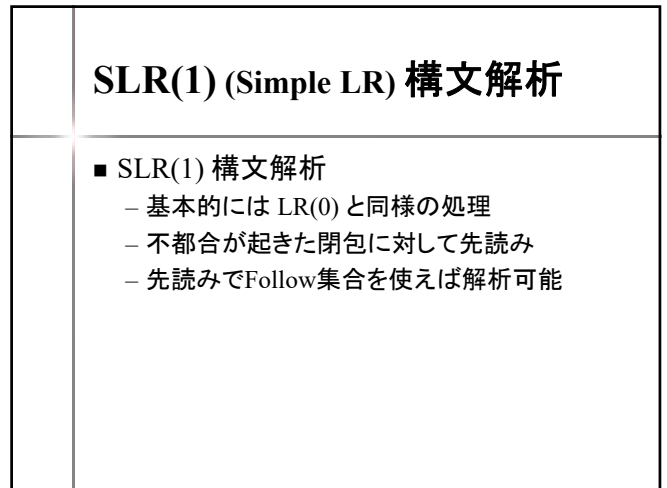 SLR(1) (Simple LR) 構文解析
■ SLR(1) 構文解析
– 基本的には LR(0) と同様の処理
– 不都合が起きた閉包に対して先読み
– 先読みでFollow集合を使えば解析可能